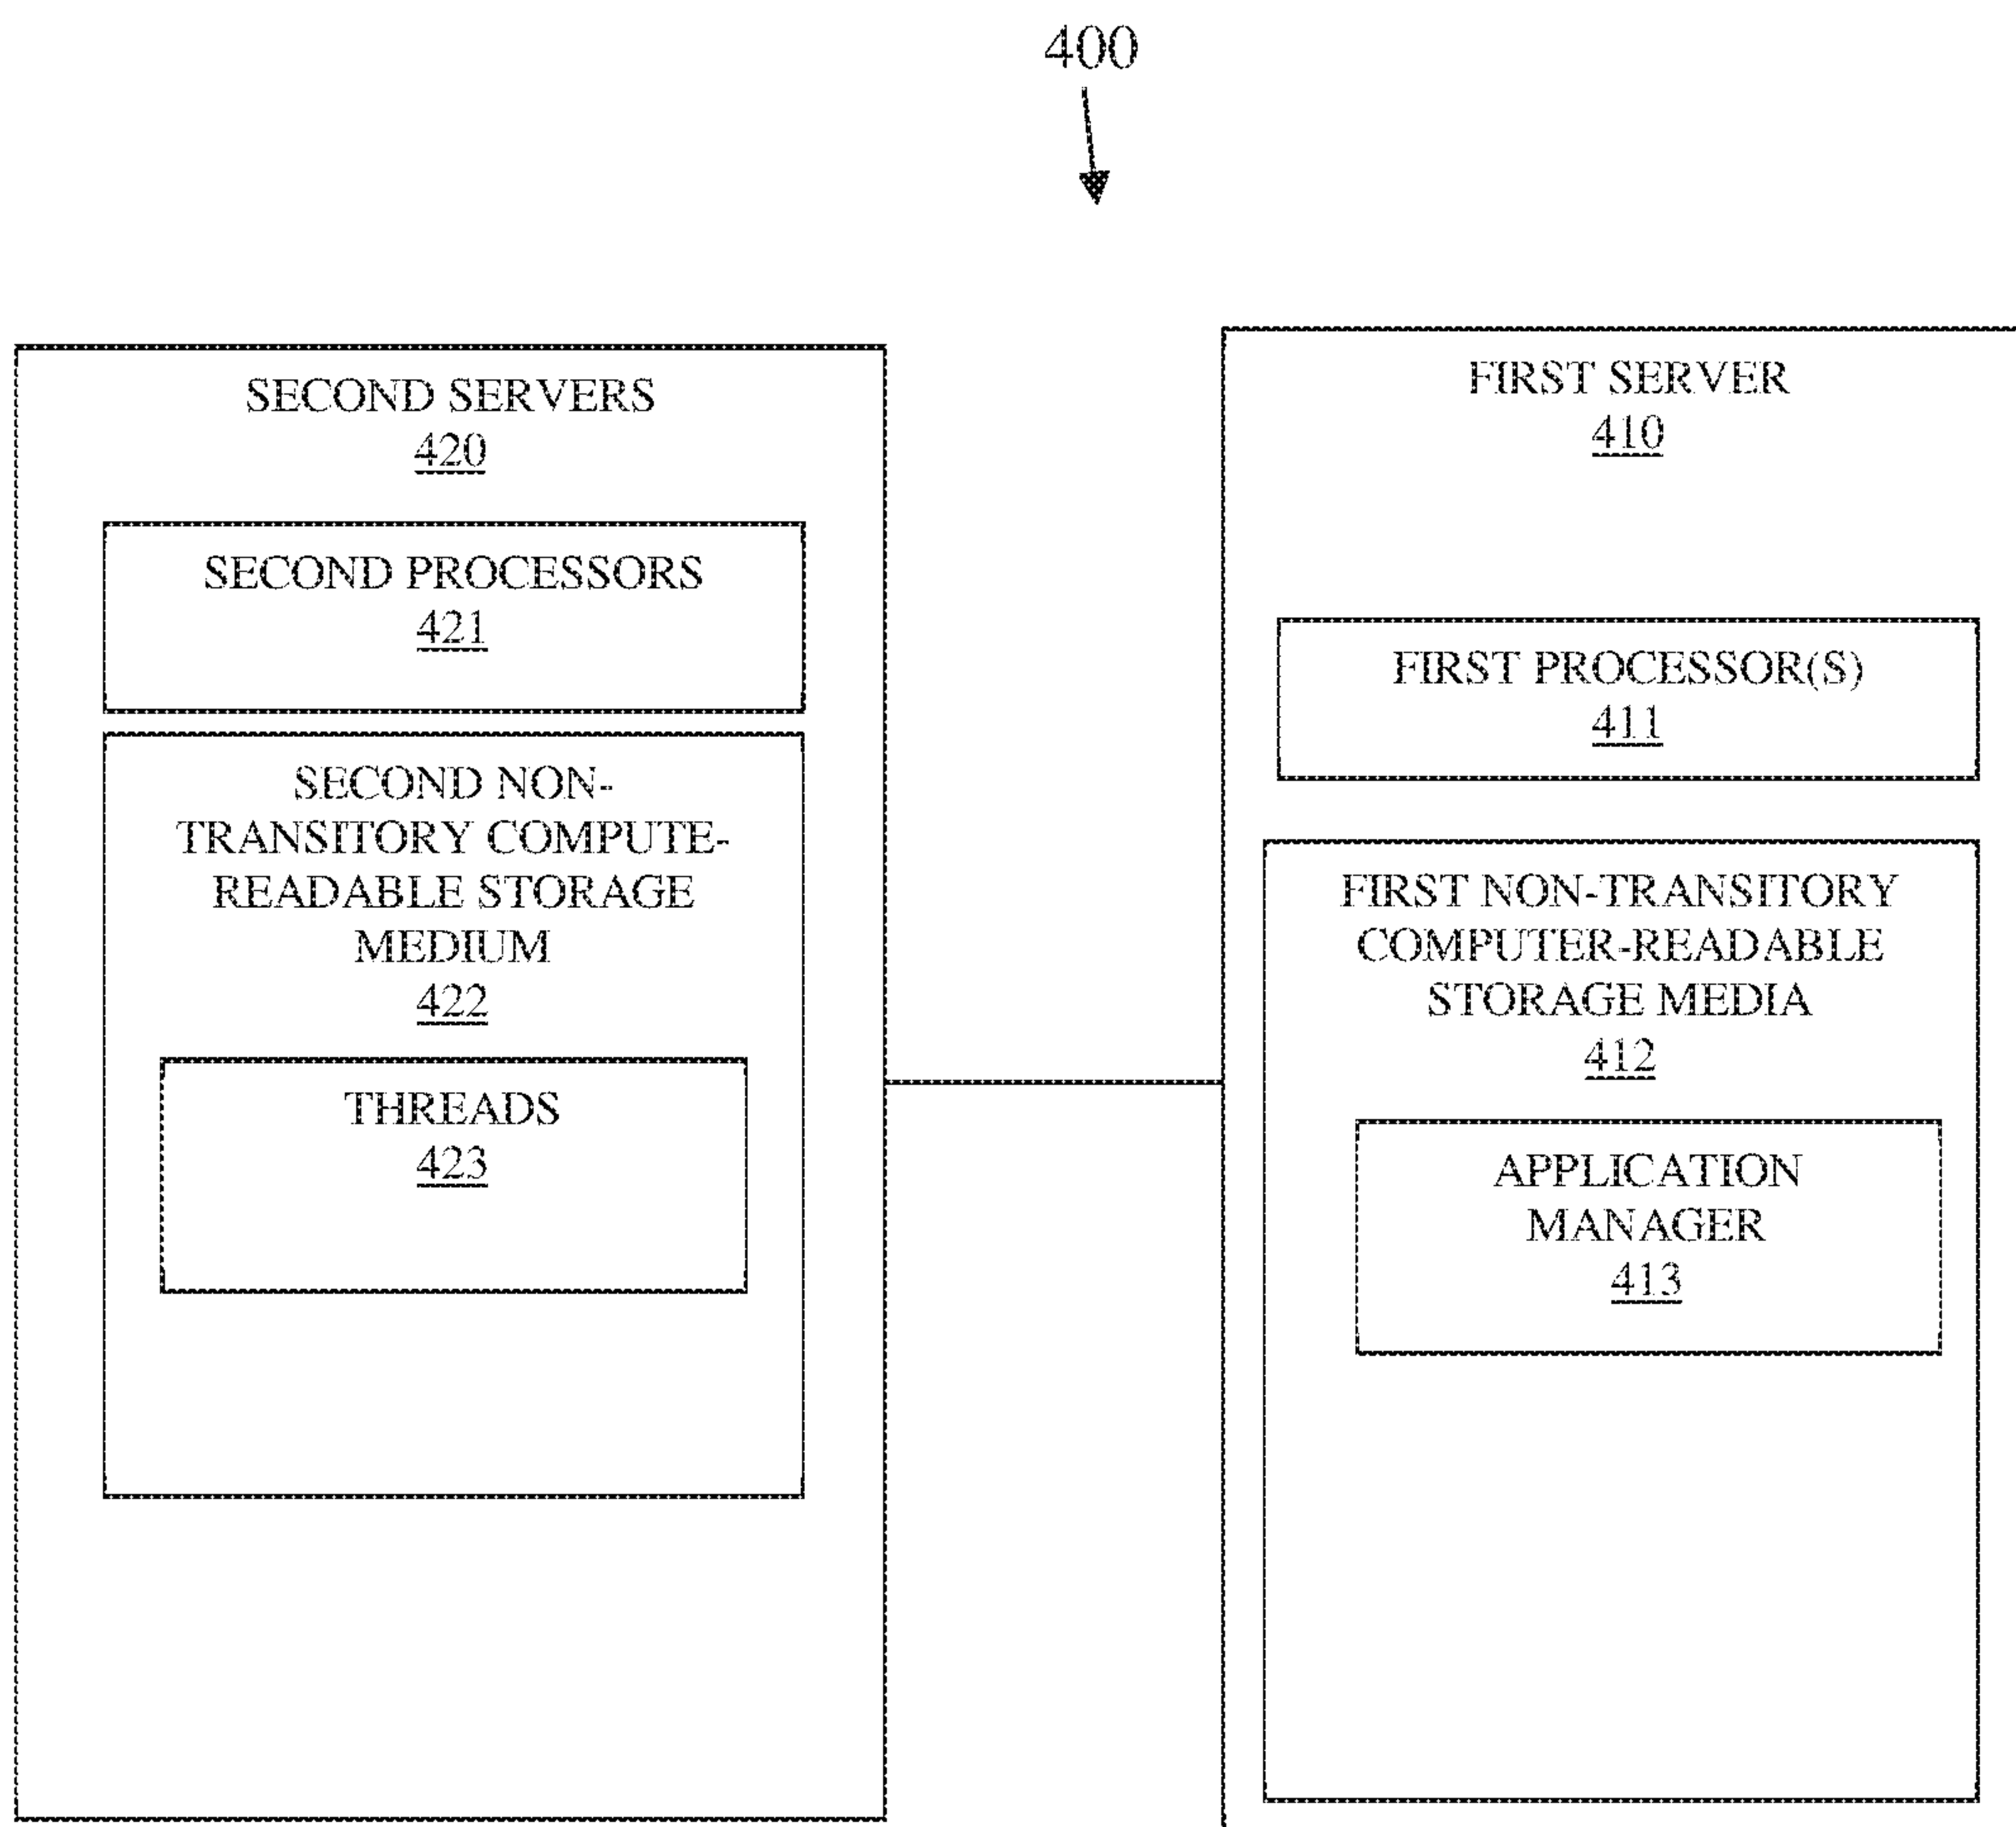 400
SECOND SERVERS
420
SECOND PROCESSORS
421
SECOND NON-
TRANSITORY COMPUTE-
READABLE STORAGE
MEDIUM
422
THREADS
423
FIRST SERVER
410
FIRST PROCESSOR(S)
411
FIRST NON-TRANSITORY
COMPUTER-READABLE
STORAGE MEDIA
412
APPLICATION
MANAGER
413